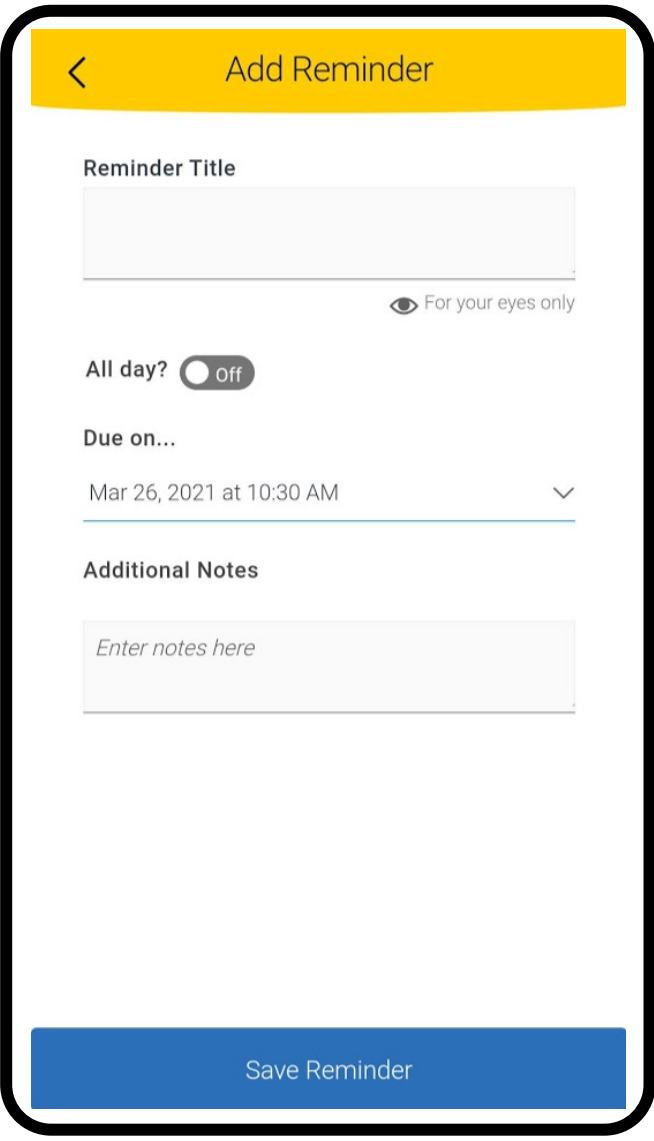 Add Reminder
Reminder Title
For your eyes only
All day? Off
Due on...
Mar 26, 2021 at 10:30 AM
Additional Notes
Enter notes here
Save Reminder